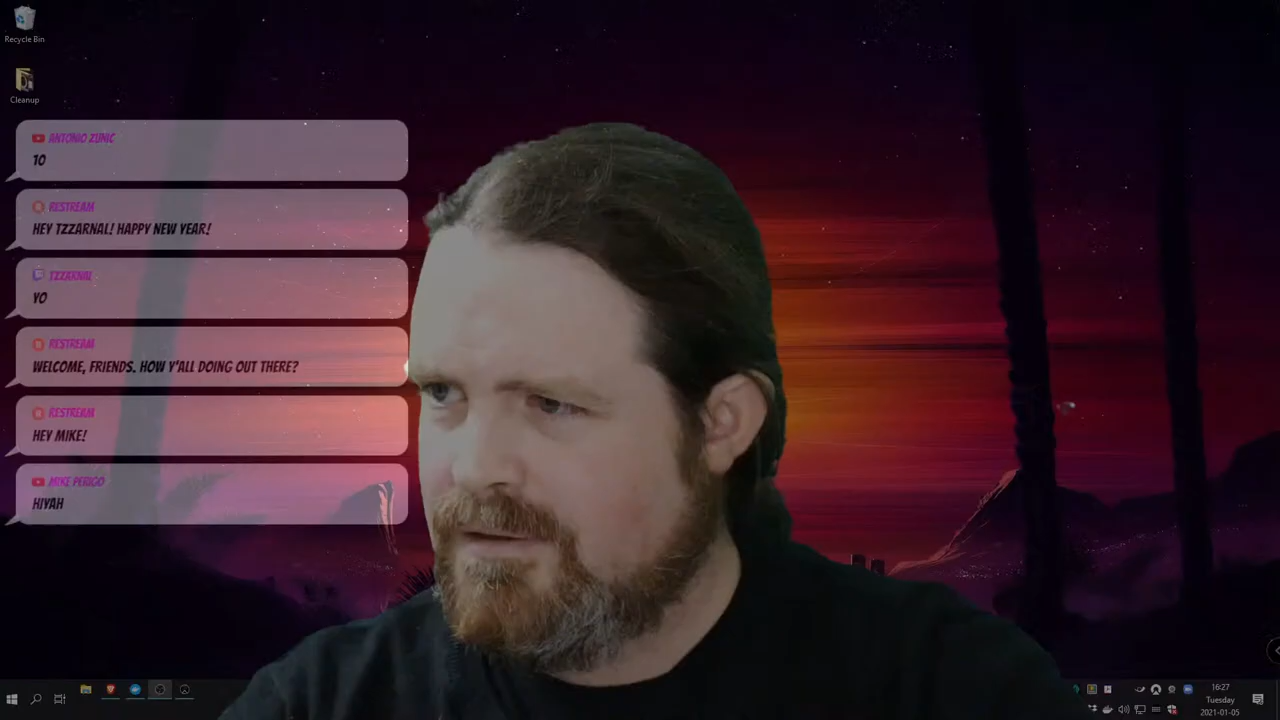 Recycle Bin
Cleanup
ANTONIO ZUNIC
10
RESTREAM
HEY TZZARNAL! HAPPY NEW YEAR!
TZZARNAL
YO
RESTREAM
WELCOME, FRIENDS. HOW Y'ALL DOING OUT THERE?
RESTREAM
HEY MIKE!
MIKE PERIGO
HIYAH
16:27
Tuesday
2021-01-05